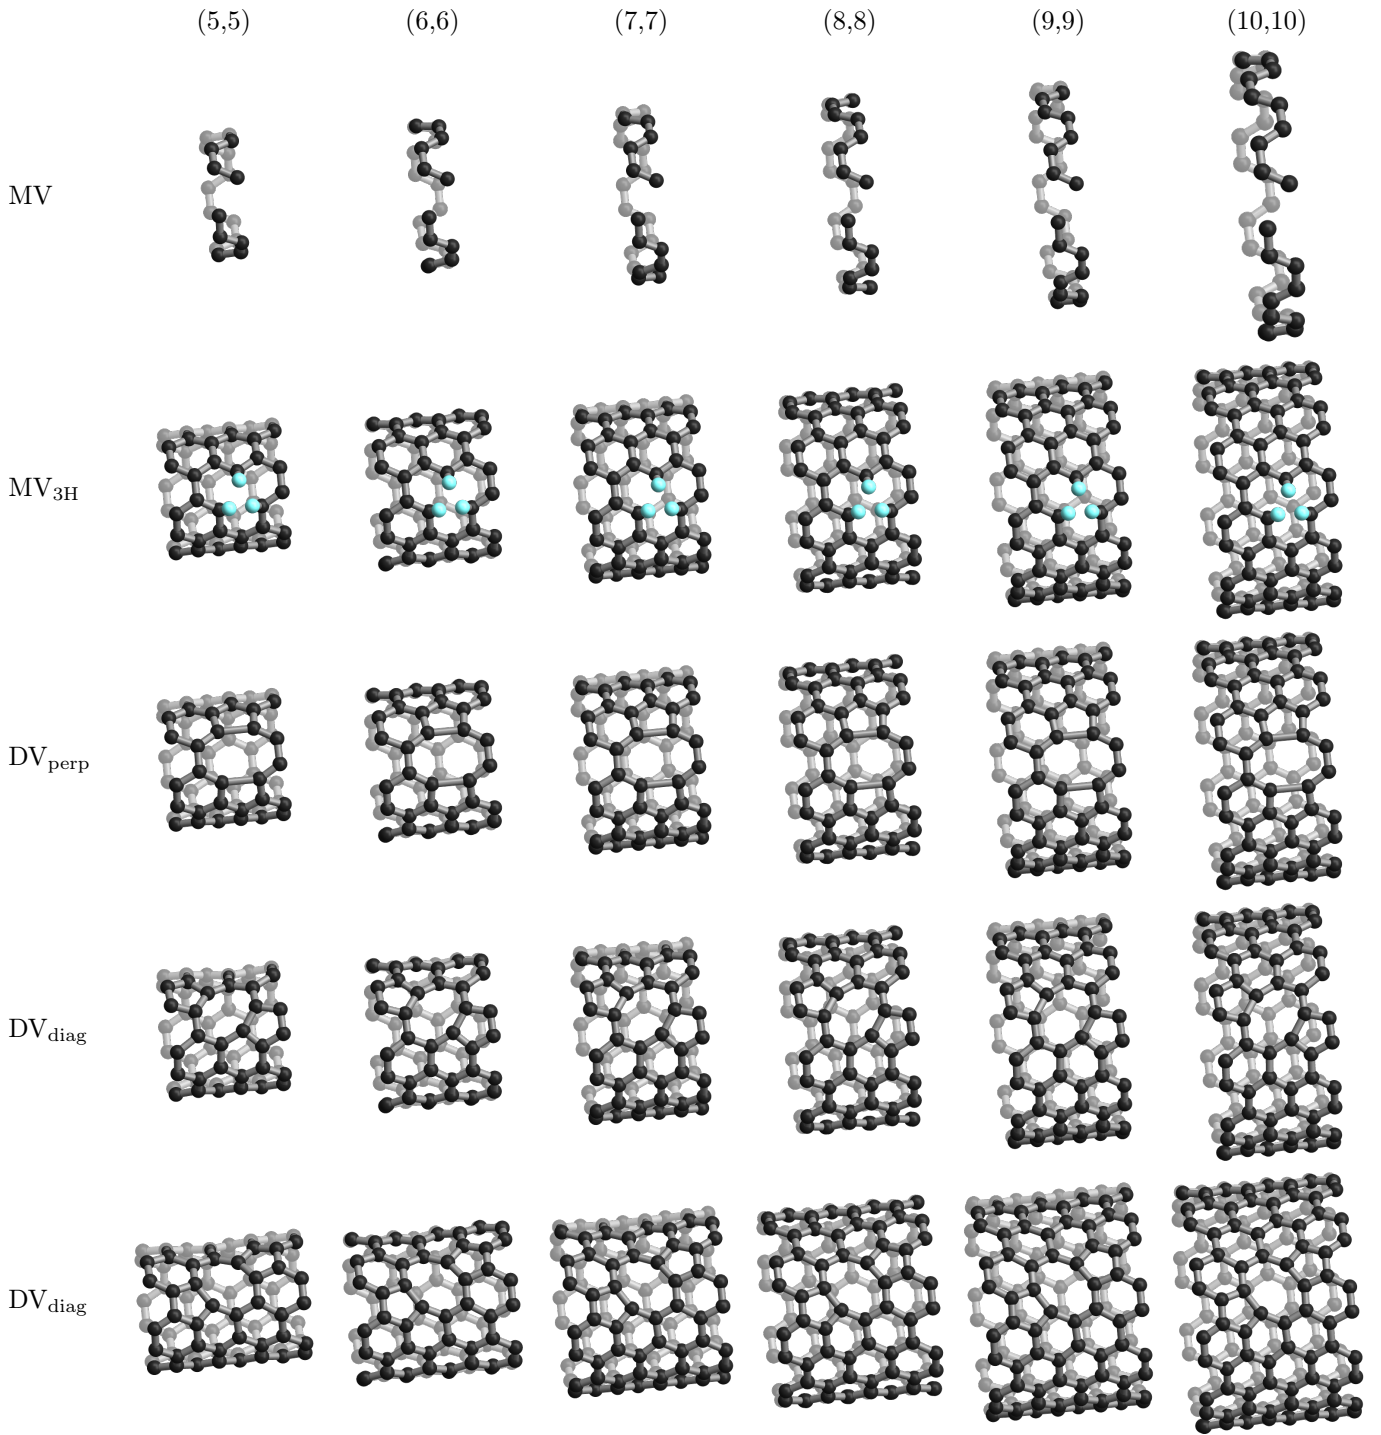 (5,5) (6,6) (7,7) (8,8) (9,9) (10,10)
MV
MV3H
DVperp
DVdiag
DVdiag